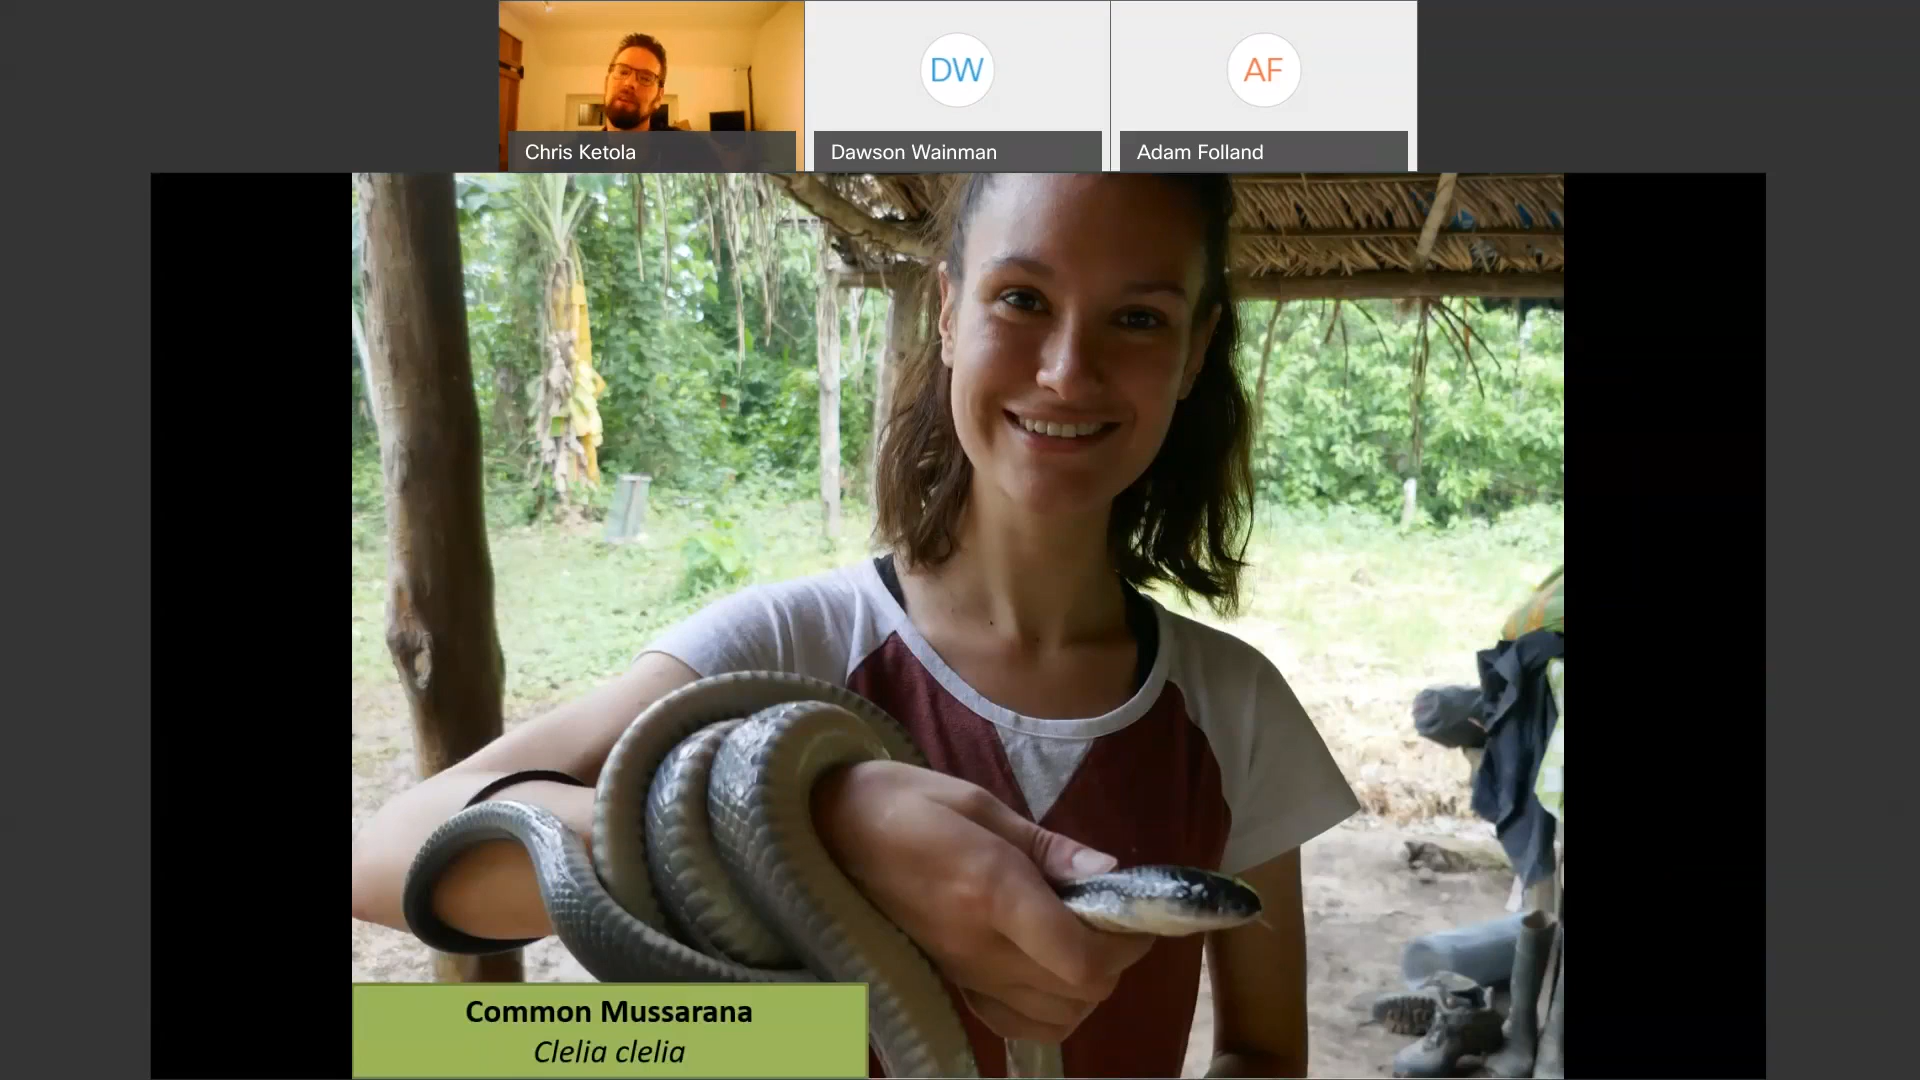 DW
AF
Chris Ketola
Dawson Wainman
Adam Folland
Common Mussarana
Clelia clelia